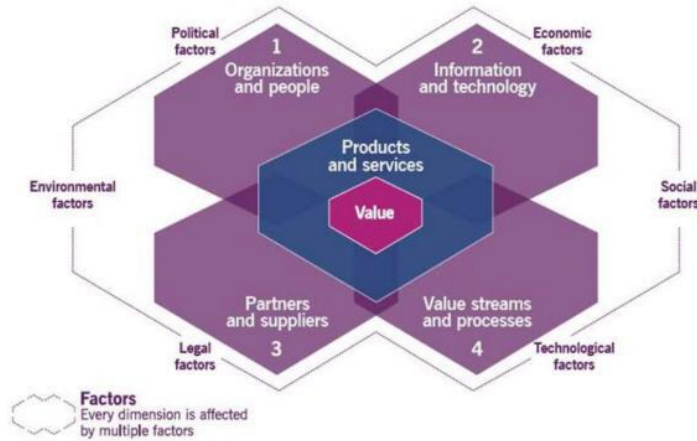 Political
factors
Economic
factors
1
Organizations
and people
2
Information
and technology
Products
and services
Environmental
factors
Value
Social
factors
Partners
and suppliers
3
Value streams
and processes
4
Legal
factors
Technological
factors
Factors
Every dimension is affected
by multiple factors